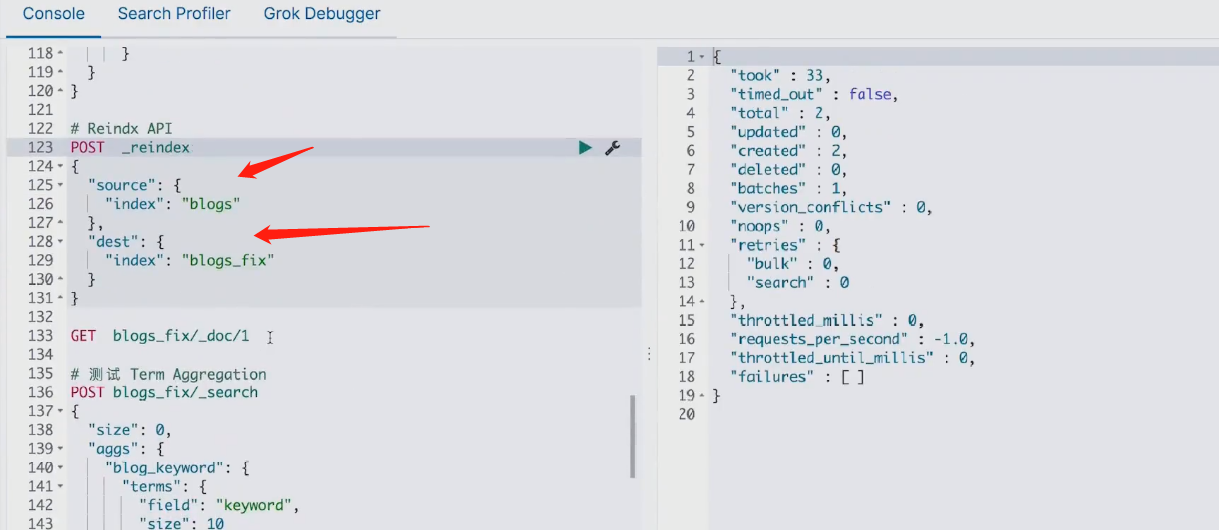 Console Search Profiler Grok Debugger
118 }
119 }
120 }
121
122 # Reindx API
123 POST _reindex
124 {
125 "source": {
126 "index": "blogs"
127 },
128 "dest": {
129 "index": "blogs_fix"
130 }
131 }
132
133 GET blogs_fix/_doc/1
134
135 # 测试 Term Aggregation
136 POST blogs_fix/_search
137 {
138 "size": 0,
139 "aggs": {
140 "blog_keyword": {
141 "terms": {
142 "field": "keyword",
143 "size": 10
1 {
2 "took" : 33,
3 "timed_out" : false,
4 "total" : 2,
5 "updated" : 0,
6 "created" : 2,
7 "deleted" : 0,
8 "batches" : 1,
9 "version_conflicts" : 0,
10 "noops" : 0,
11 "retries" : {
12 "bulk" : 0,
13 "search" : 0
14 },
15 "throttled_millis" : 0,
16 "requests_per_second" : -1.0,
17 "throttled_until_millis" : 0,
18 "failures" : [ ]
19 }
20